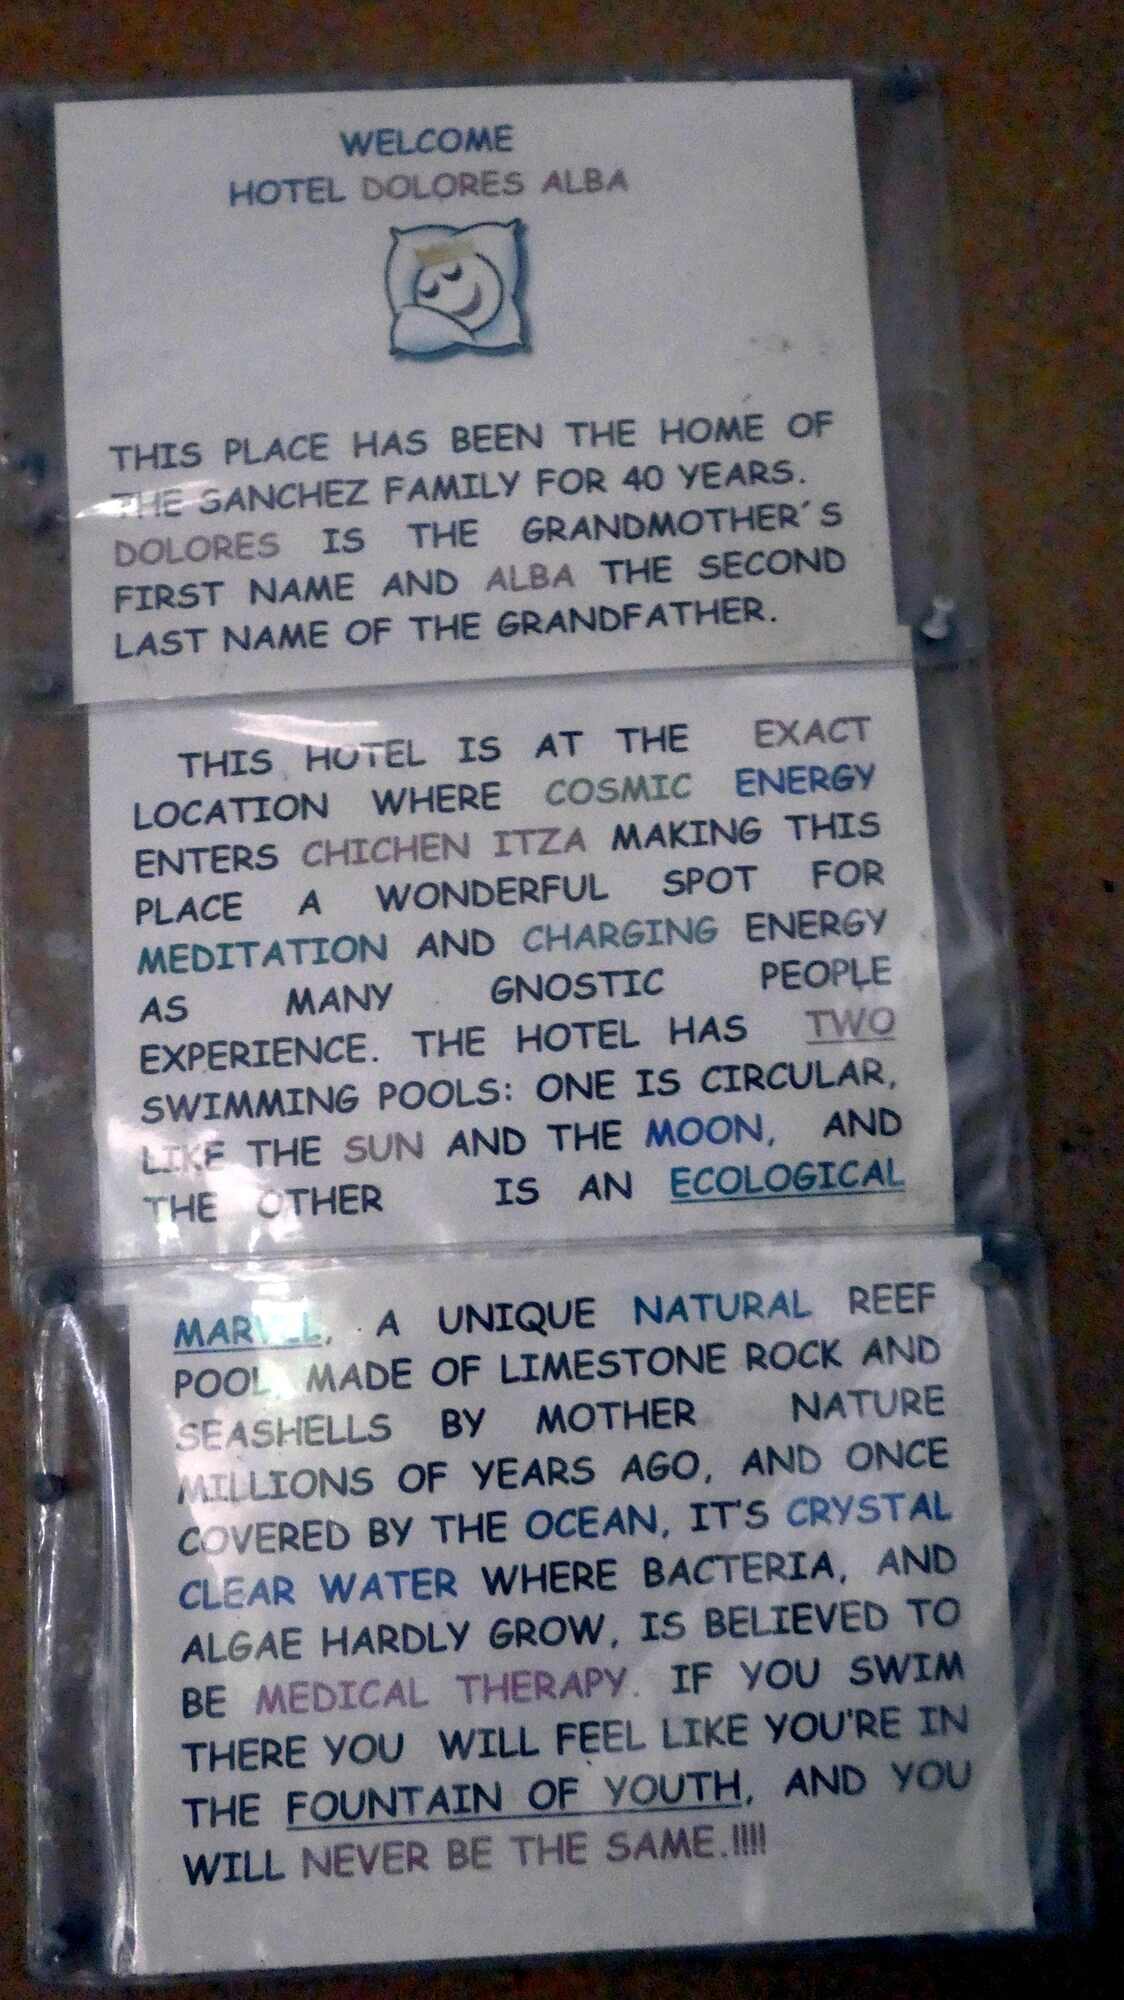 WELCOME
HOTEL DOLORES ALBA
THIS PLACE HAS BEEN THE HOME OF
THE SANCHEZ FAMILY FOR 40 YEARS.
DOLORES IS THE GRANDMOTHER´S
FIRST NAME AND ALBA THE SECOND
LAST NAME OF THE GRANDFATHER.
THIS HOTEL IS AT THE EXACT
LOCATION WHERE COSMIC ENERGY
ENTERS CHICHEN ITZA MAKING THIS
PLACE A WONDERFUL SPOT FOR
MEDITATION AND CHARGING ENERGY
AS MANY GNOSTIC PEOPLE
EXPERIENCE. THE HOTEL HAS TWO
SWIMMING POOLS: ONE IS CIRCULAR,
LIKE THE SUN AND THE MOON, AND
THE OTHER IS AN ECOLOGICAL
MARVEL, A UNIQUE NATURAL REEF
POOL, MADE OF LIMESTONE ROCK AND
SEASHELLS BY MOTHER NATURE
MILLIONS OF YEARS AGO, AND ONCE
COVERED BY THE OCEAN, IT'S CRYSTAL
CLEAR WATER WHERE BACTERIA, AND
ALGAE HARDLY GROW, IS BELIEVED TO
BE MEDICAL THERAPY. IF YOU SWIM
THERE YOU WILL FEEL LIKE YOU'RE IN
THE FOUNTAIN OF YOUTH, AND YOU
WILL NEVER BE THE SAME.!!!!